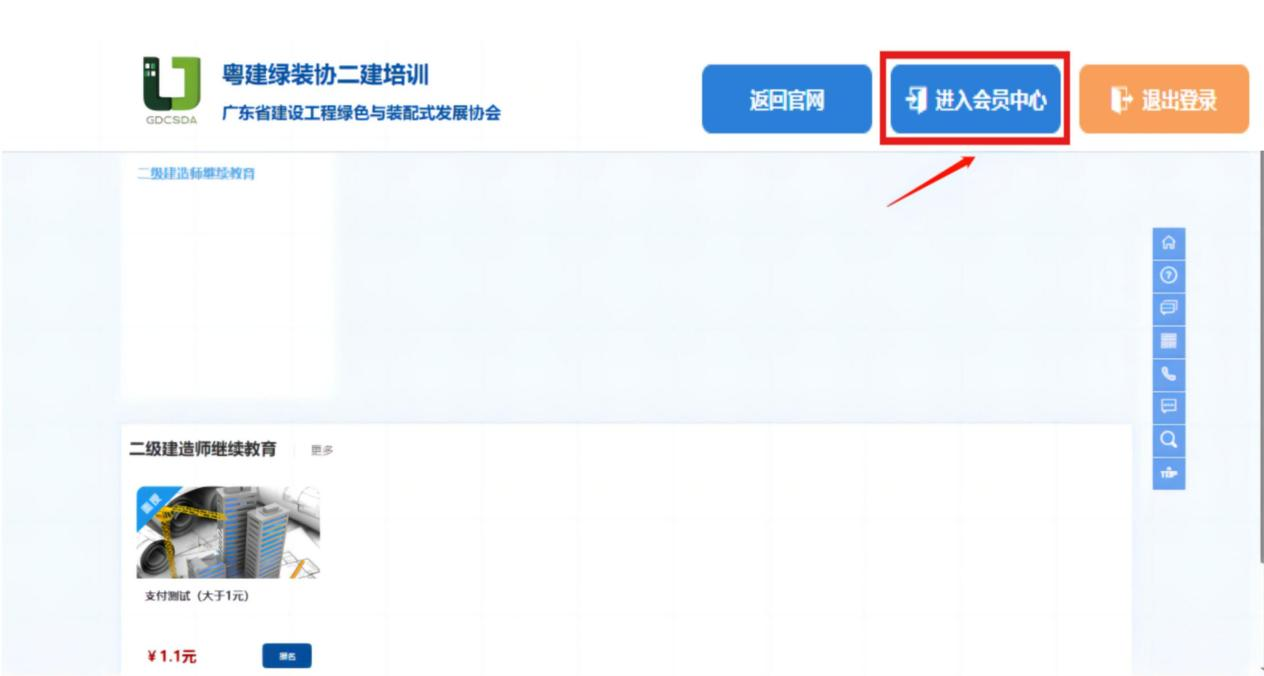 粤建绿装协二建培训
GDCSDA
广东省建设工程绿色与装配式发展协会
返回官网
进入会员中心
退出登录
二级建造师继续教育
二级建造师继续教育
更多
面授
支付测试（大于1元）
¥1.1元
报名
TOP